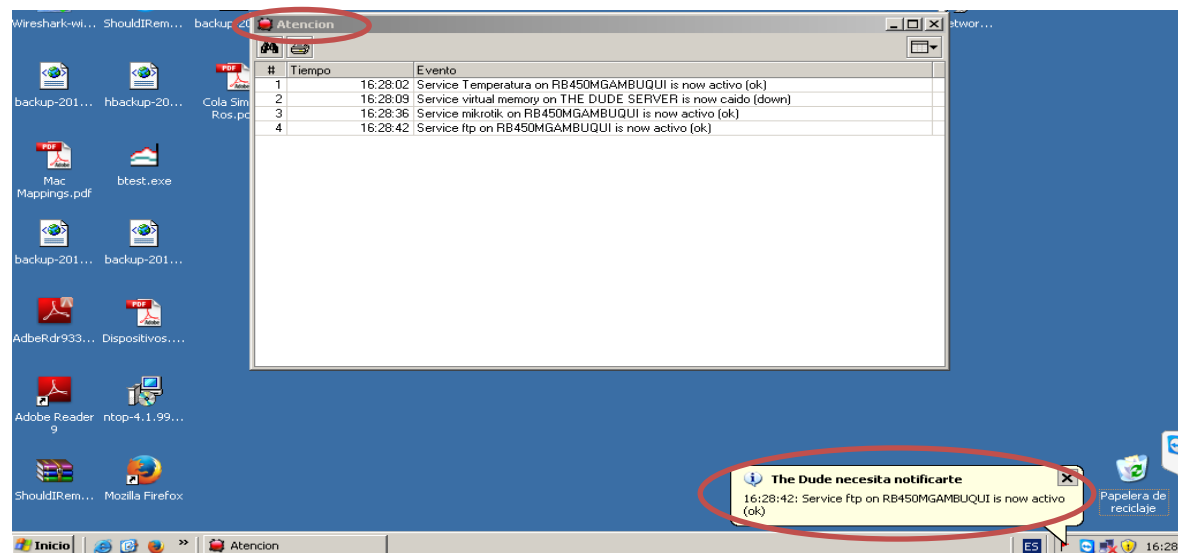 Wireshark-wi... ShouldIRem... backup-20
Atencion
etwor...
# Tiempo Evento
1 16:28:02 Service Temperatura on RB450MGAMBUQUI is now activo (ok)
2 16:28:09 Service virtual memory on THE DUDE SERVER is now caido (down)
3 16:28:36 Service mikrotik on RB450MGAMBUQUI is now activo (ok)
4 16:28:42 Service ftp on RB450MGAMBUQUI is now activo (ok)
backup-201... hbackup-20... Cola Sim
Ros.pd
Mac
Mappings.pdf
btest.exe
backup-201... backup-201...
AdbeRdr933... Dispositivos....
Adobe Reader
9
ntop-4.1.99...
ShouldIRem... Mozilla Firefox
The Dude necesita notificarte
16:28:42: Service ftp on RB450MGAMBUQUI is now activo
(ok)
Papelera de
reciclaje
Inicio » Atencion ES 16:28